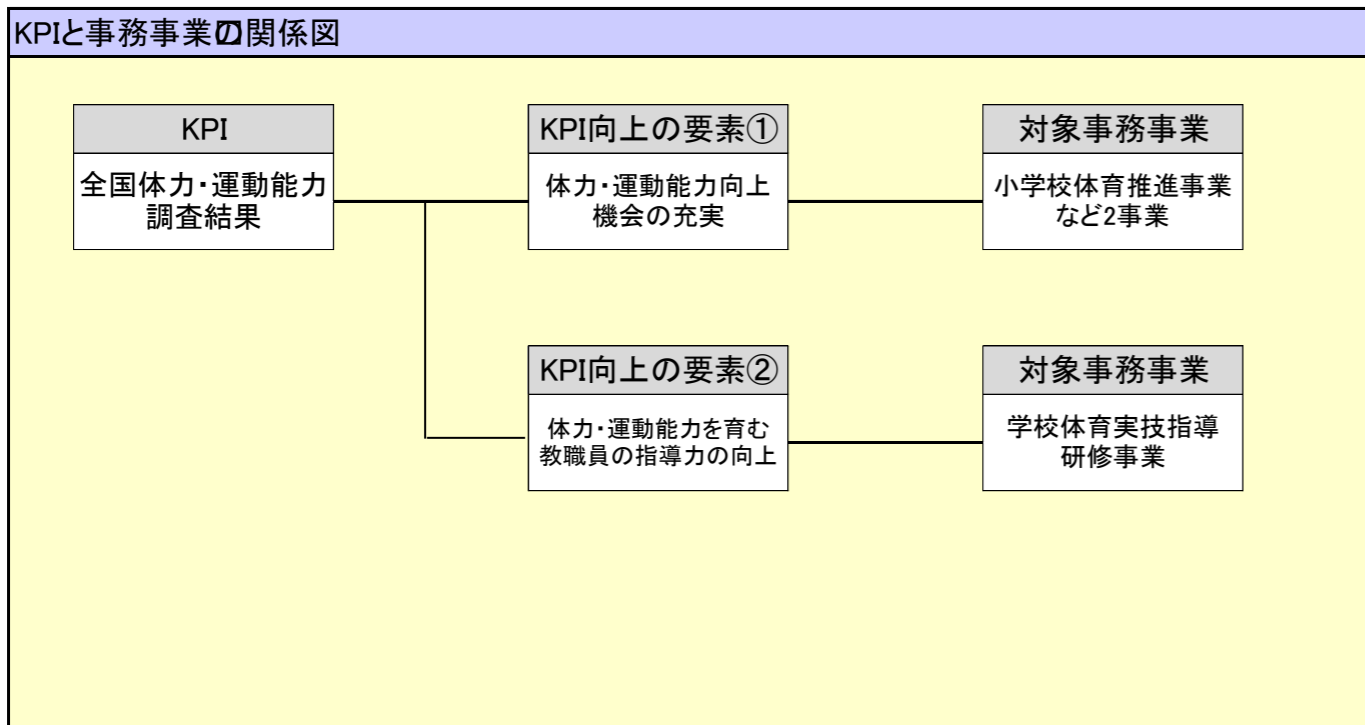 KPIと事務事業の関係図
KPI
全国体力・運動能力
調査結果
KPI向上の要素①
体力・運動能力向上
機会の充実
対象事務事業
小学校体育推進事業
など2事業
KPI向上の要素②
体力・運動能力を育む
教職員の指導力の向上
対象事務事業
学校体育実技指導
研修事業